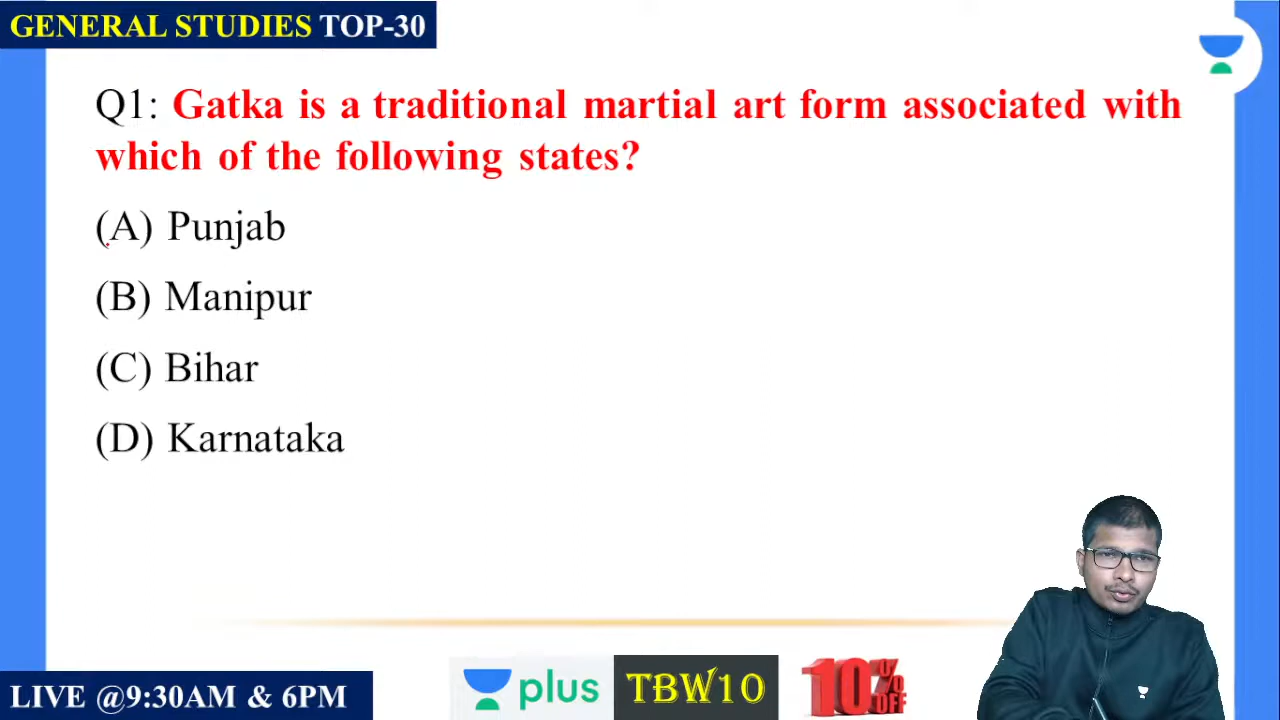 GENERAL STUDIES TOP-30
Q1: Gatka is a traditional martial art form associated with
which of the following states?
(A) Punjab
(B) Manipur
(C) Bihar
(D) Karnataka
LIVE @9:30AM & 6PM
plus
TBW10
10% OFF